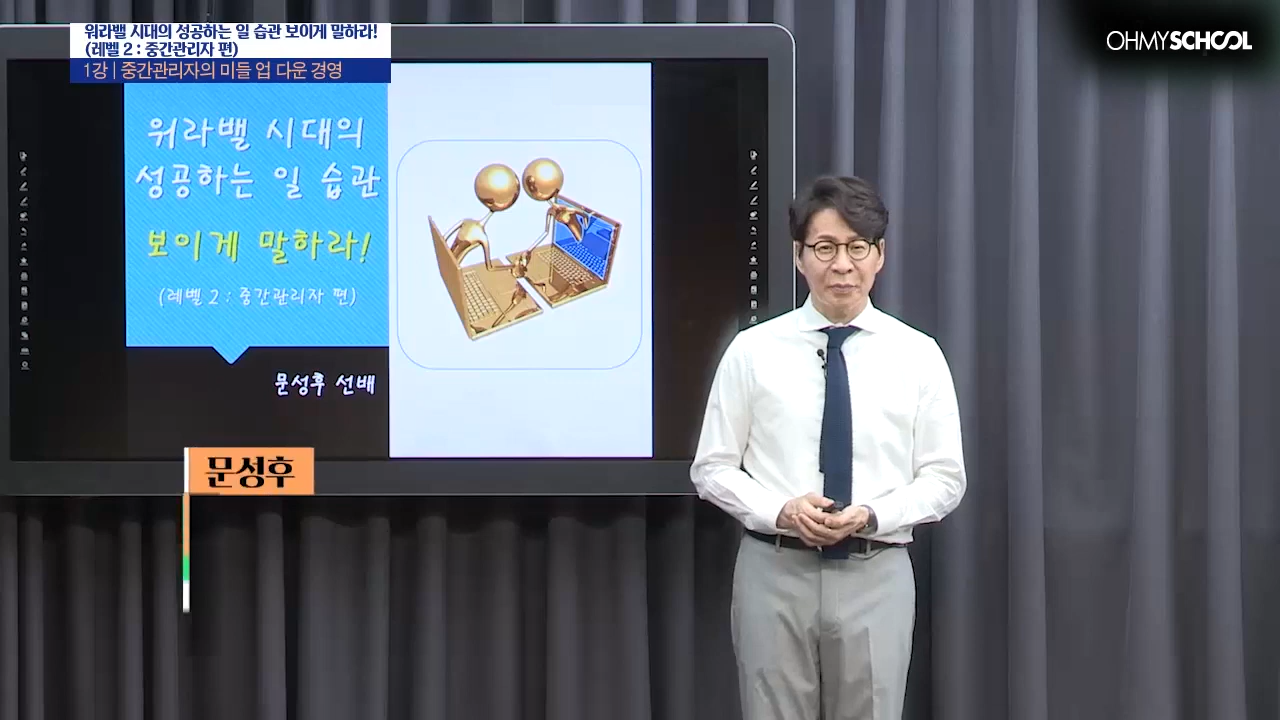 워라밸 시대의 성공하는 일 습관 보이게 말하라!
(레벨 2 : 중간관리자 편)
1강 | 중간관리자의 미들 업 다운 경영
OHMYSCHOOL
워라밸 시대의
성공하는 일 습관
보이게 말하라!
(레벨 2 : 중간관리자 편)
문성후 선배
문성후